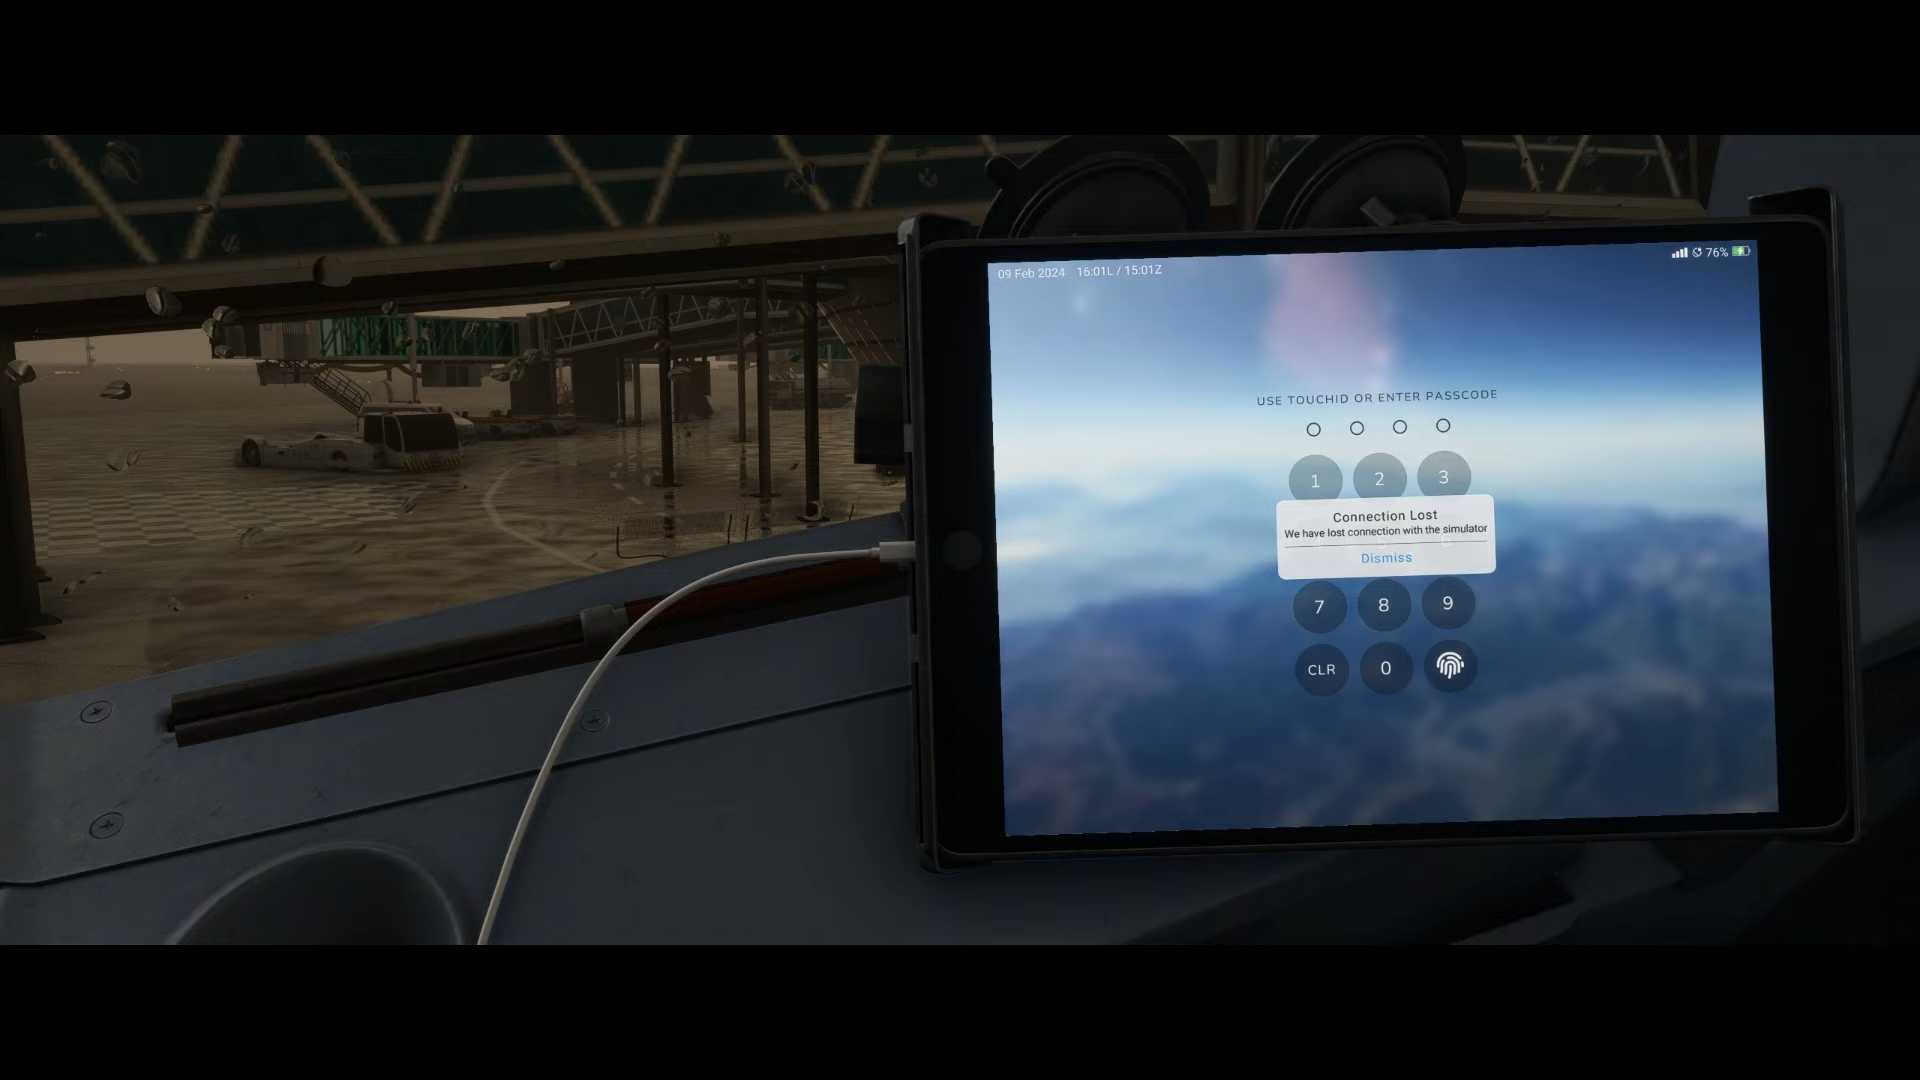 09 Feb 2024 16:01L / 15:01Z
76%
USE TOUCHID OR ENTER PASSCODE
1 2 3
Connection Lost
We have lost connection with the simulator
Dismiss
7 8 9
CLR 0